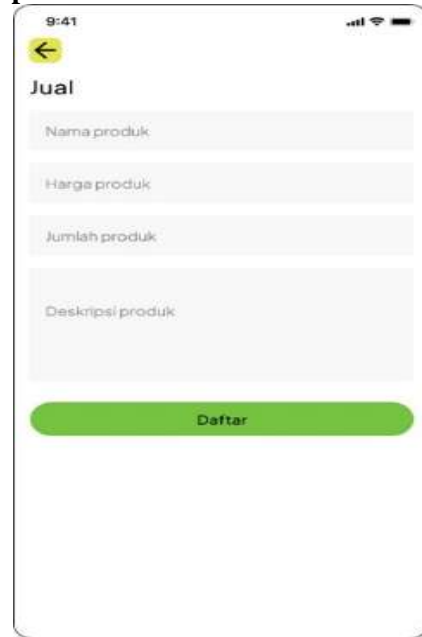 9:41
Jual
Nama produk
Harga produk
Jumlah produk
Deskripsi produk
Daftar